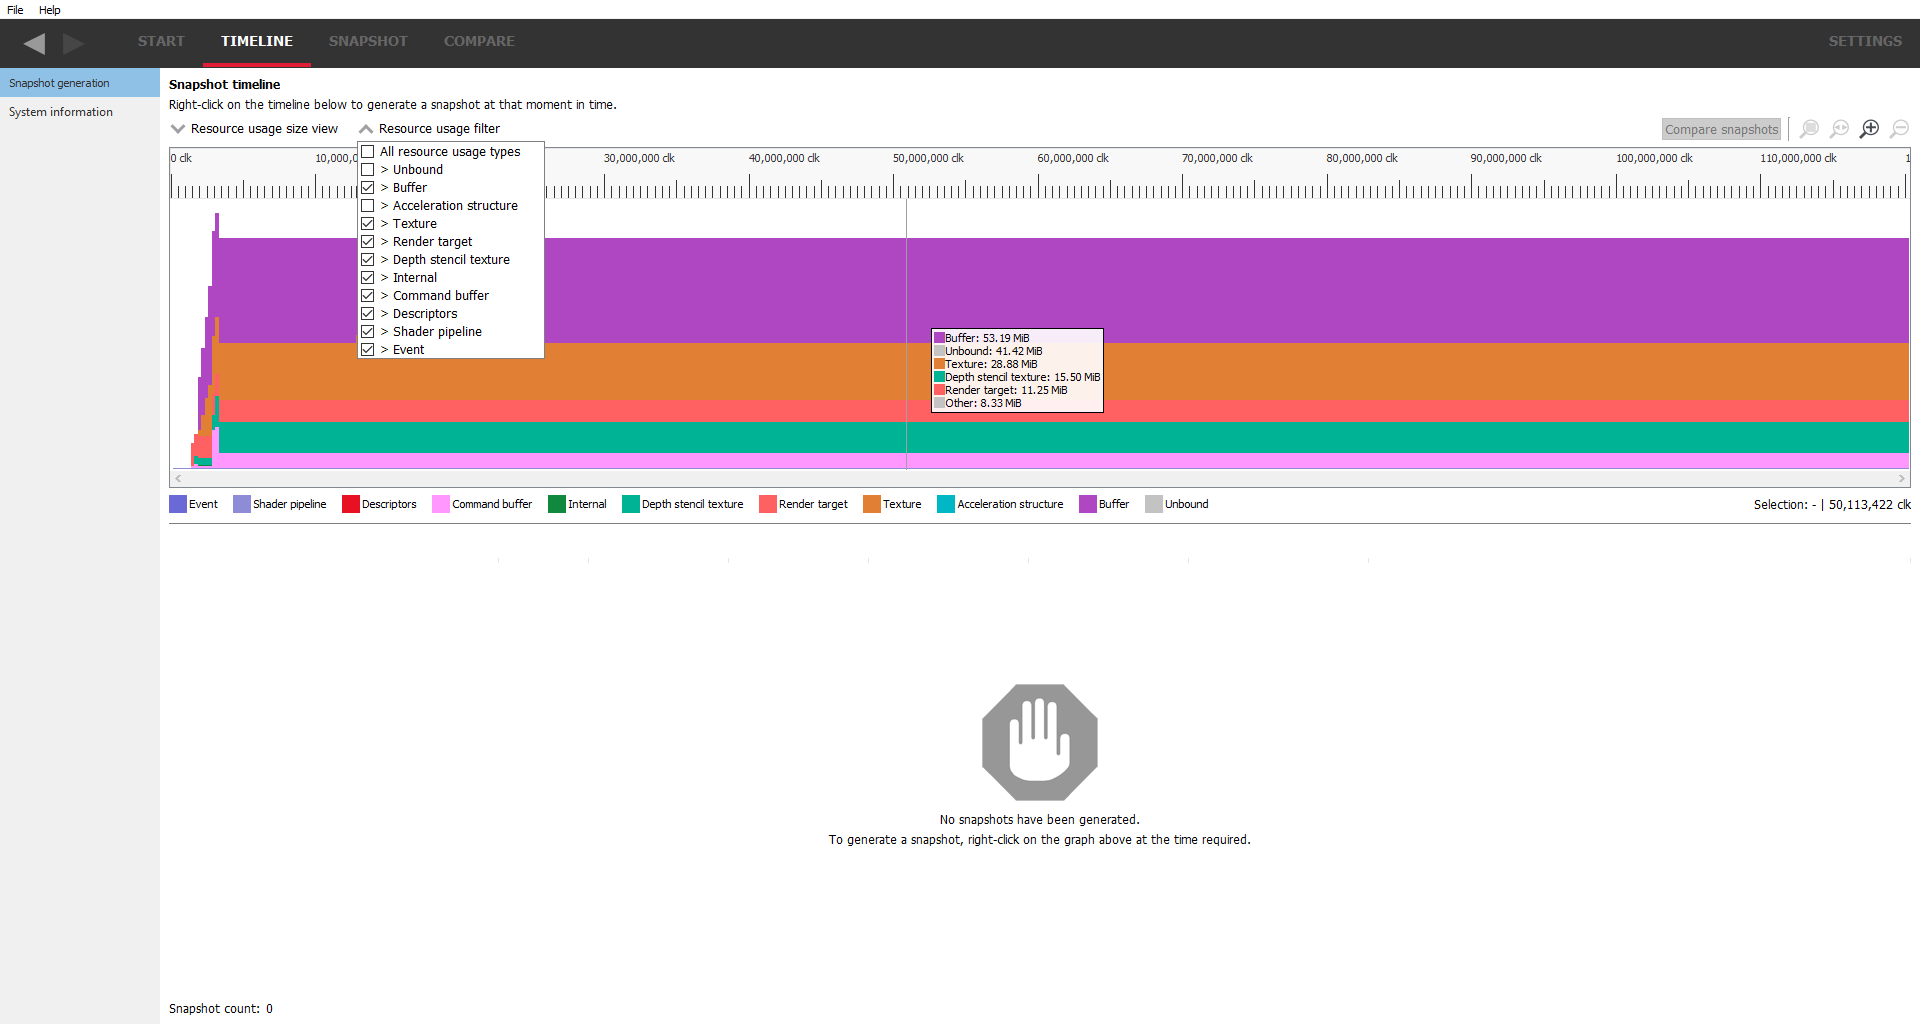 File Help
START TIMELINE SNAPSHOT COMPARE SETTINGS
Snapshot generation
System information
Snapshot timeline
Right-click on the timeline below to generate a snapshot at that moment in time.
Resource usage size view Resource usage filter Compare snapshots
0 clk 10,000,0 30,000,000 clk 40,000,000 clk 50,000,000 clk 60,000,000 clk 70,000,000 clk 80,000,000 clk 90,000,000 clk 100,000,000 clk 110,000,000 clk 1
All resource usage types
> Unbound
> Buffer
> Acceleration structure
> Texture
> Render target
> Depth stencil texture
> Internal
> Command buffer
> Descriptors
> Shader pipeline
> Event
Buffer: 53.19 MiB
Unbound: 41.42 MiB
Texture: 28.88 MiB
Depth stencil texture: 15.50 MiB
Render target: 11.25 MiB
Other: 8.33 MiB
Event Shader pipeline Descriptors Command buffer Internal Depth stencil texture Render target Texture Acceleration structure Buffer Unbound Selection: - | 50,113,422 clk
No snapshots have been generated.
To generate a snapshot, right-click on the graph above at the time required.
Snapshot count: 0